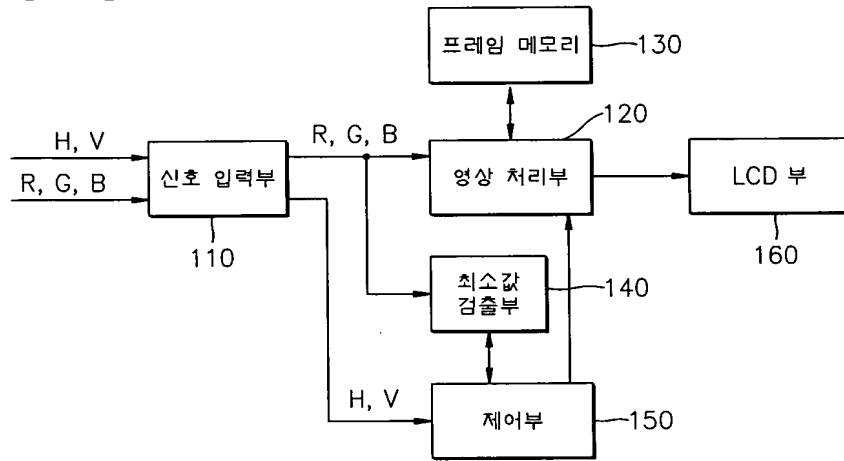 프레임 메모리
130
120
H, V
R, G, B
R, G, B
신호 입력부
영상 처리부
LCD 부
110
160
최소값
검출부
140
H, V
제어부
150